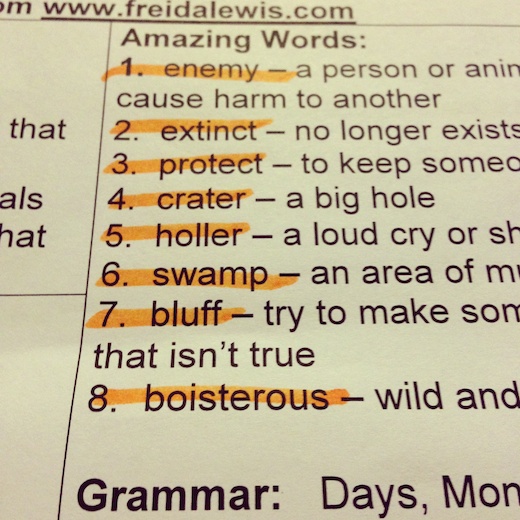 om www.freidalewis.com
Amazing Words:
1. enemy – a person or anim
cause harm to another
that
2. extinct – no longer exists
3. protect – to keep someo
als
4. crater – a big hole
hat
5. holler – a loud cry or sh
6. swamp – an area of mu
7. bluff – try to make som
that isn't true
8. boisterous – wild and
Grammar: Days, Mon